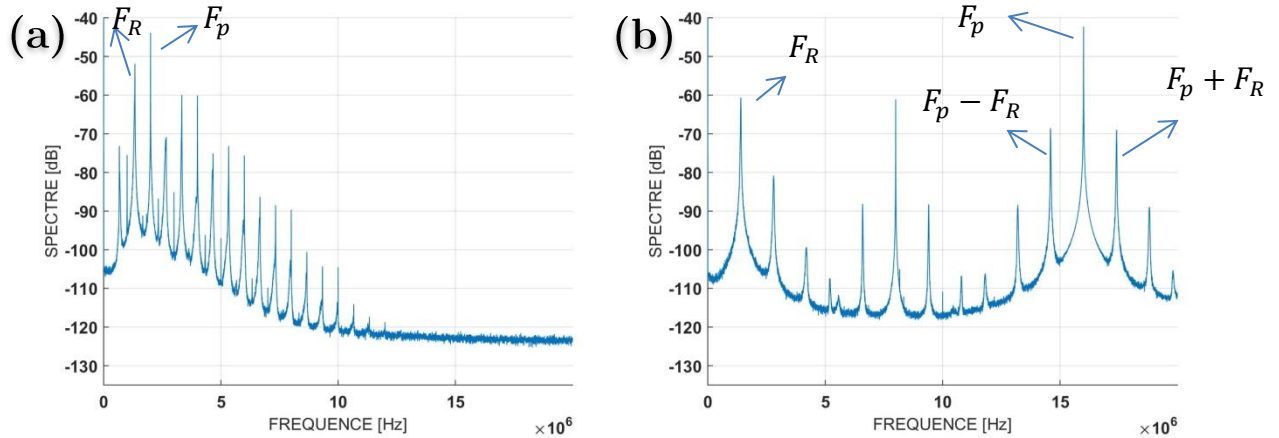 (a)
F_R
F_p
-40
-50
-60
-70
-80
-90
-100
-110
-120
-130
SPECTRE [dB]
0
5
10
15
FREQUENCE [Hz]
×10^6
(b)
F_R
F_p
F_p − F_R
F_p + F_R
-40
-50
-60
-70
-80
-90
-100
-110
-120
-130
SPECTRE [dB]
0
5
10
15
FREQUENCE [Hz]
×10^6